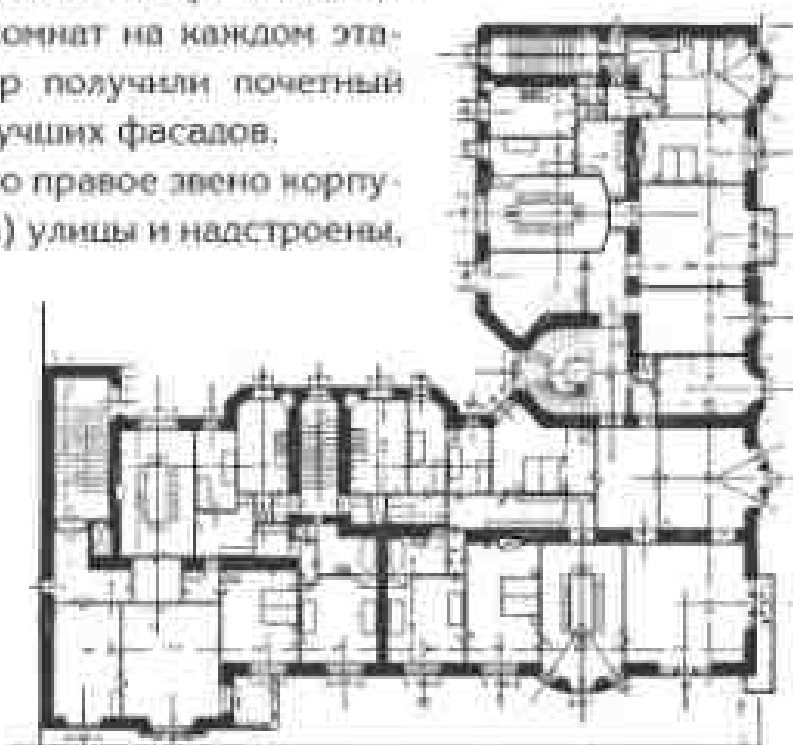 омнат на каждом эта-
р получили почетный
учших фасадов.
о правое звено корпу-
) улицы и надстроены,